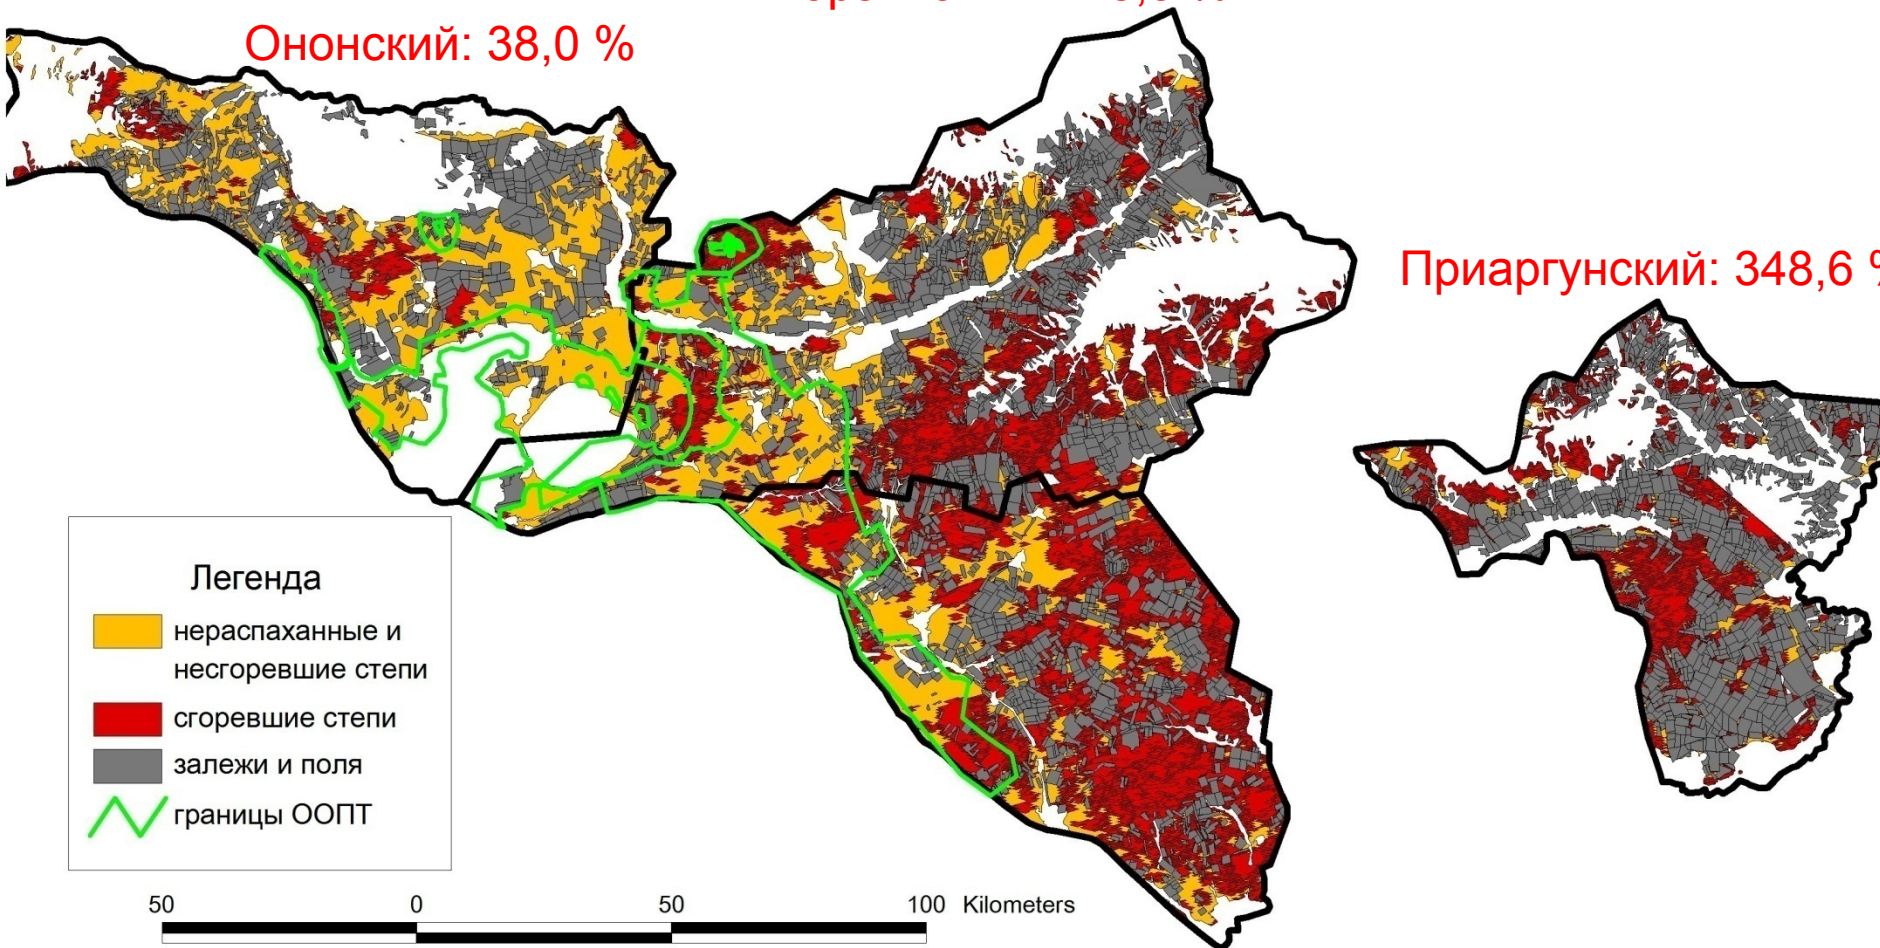 Ононский: 38,0 %
Приаргунский: 348,6 %
Легенда
нераспаханные и
несгоревшие степи
сгоревшие степи
залежи и поля
границы ООПТ
50 0 50 100 Kilometers